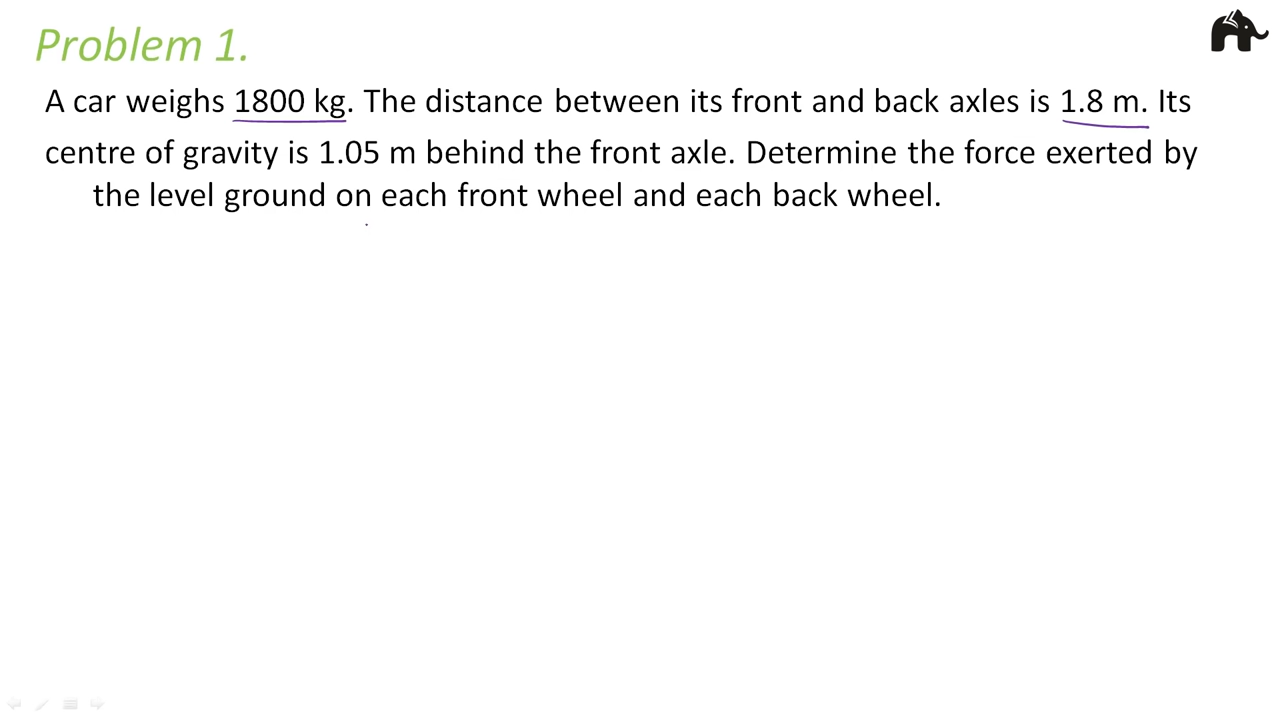 Problem 1.
A car weighs 1800 kg. The distance between its front and back axles is 1.8 m. Its
centre of gravity is 1.05 m behind the front axle. Determine the force exerted by
the level ground on each front wheel and each back wheel.